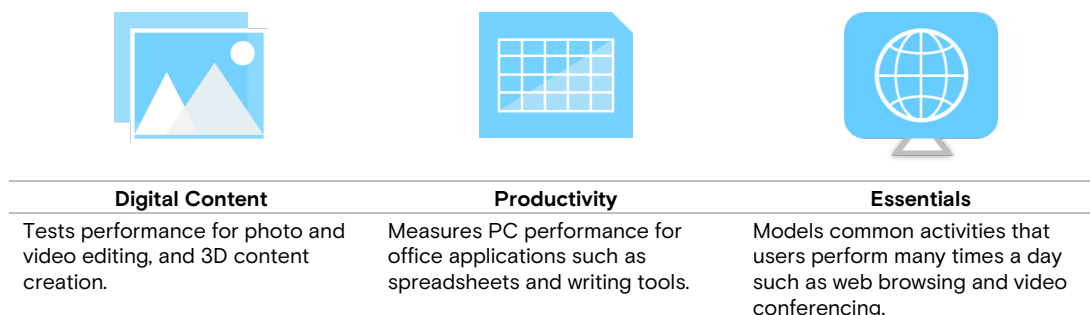 Digital Content
Tests performance for photo and
video editing, and 3D content
creation.
Productivity
Measures PC performance for
office applications such as
spreadsheets and writing tools.
Essentials
Models common activities that
users perform many times a day
such as web browsing and video
conferencing.